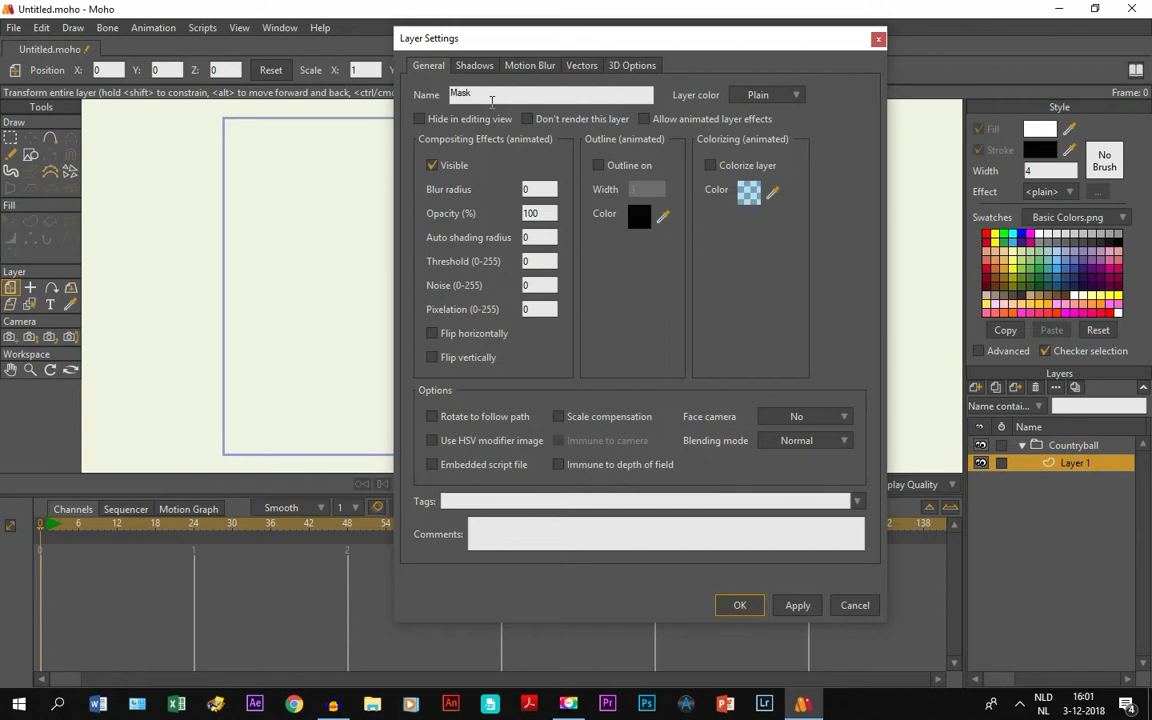 Untitled.moho - Moho
File Edit Draw Bone Animation Scripts View Window Help
Untitled.moho
Position X: 0 Y: 0 Z: 0 Reset Scale X: 1
Transform entire layer (hold <shift> to constrain, <alt> to move forward and back, <ctrl/cmd
Frame: 0
Tools
Draw
Fill
Layer
Camera
Workspace
Layer Settings
General Shadows Motion Blur Vectors 3D Options
Name Mask Layer color Plain
Hide in editing view Don't render this layer Allow animated layer effects
Compositing Effects (animated) Outline (animated) Colorizing (animated)
Visible Outline on Colorize layer
Blur radius 0 Width 3 Color
Opacity (%) 100 Color
Auto shading radius 0
Threshold (0-255) 0
Noise (0-255) 0
Pixelation (0-255) 0
Flip horizontally
Flip vertically
Options
Rotate to follow path Scale compensation Face camera No
Use HSV modifier image Immune to camera Blending mode Normal
Embedded script file Immune to depth of field
Tags:
Comments:
OK Apply Cancel
Style
Fill
Stroke
No
Brush
Width 4
Effect <plain> ...
Swatches Basic Colors.png
Copy Paste Reset
Advanced Checker selection
Layers
Name contai...
Name
Countryball
Layer 1
play Quality
Channels Sequencer Motion Graph Smooth 1
0 6 12 18 24 30 36 42 48 54 138
0 1 2
NLD 16:01
NL 3-12-2018 4